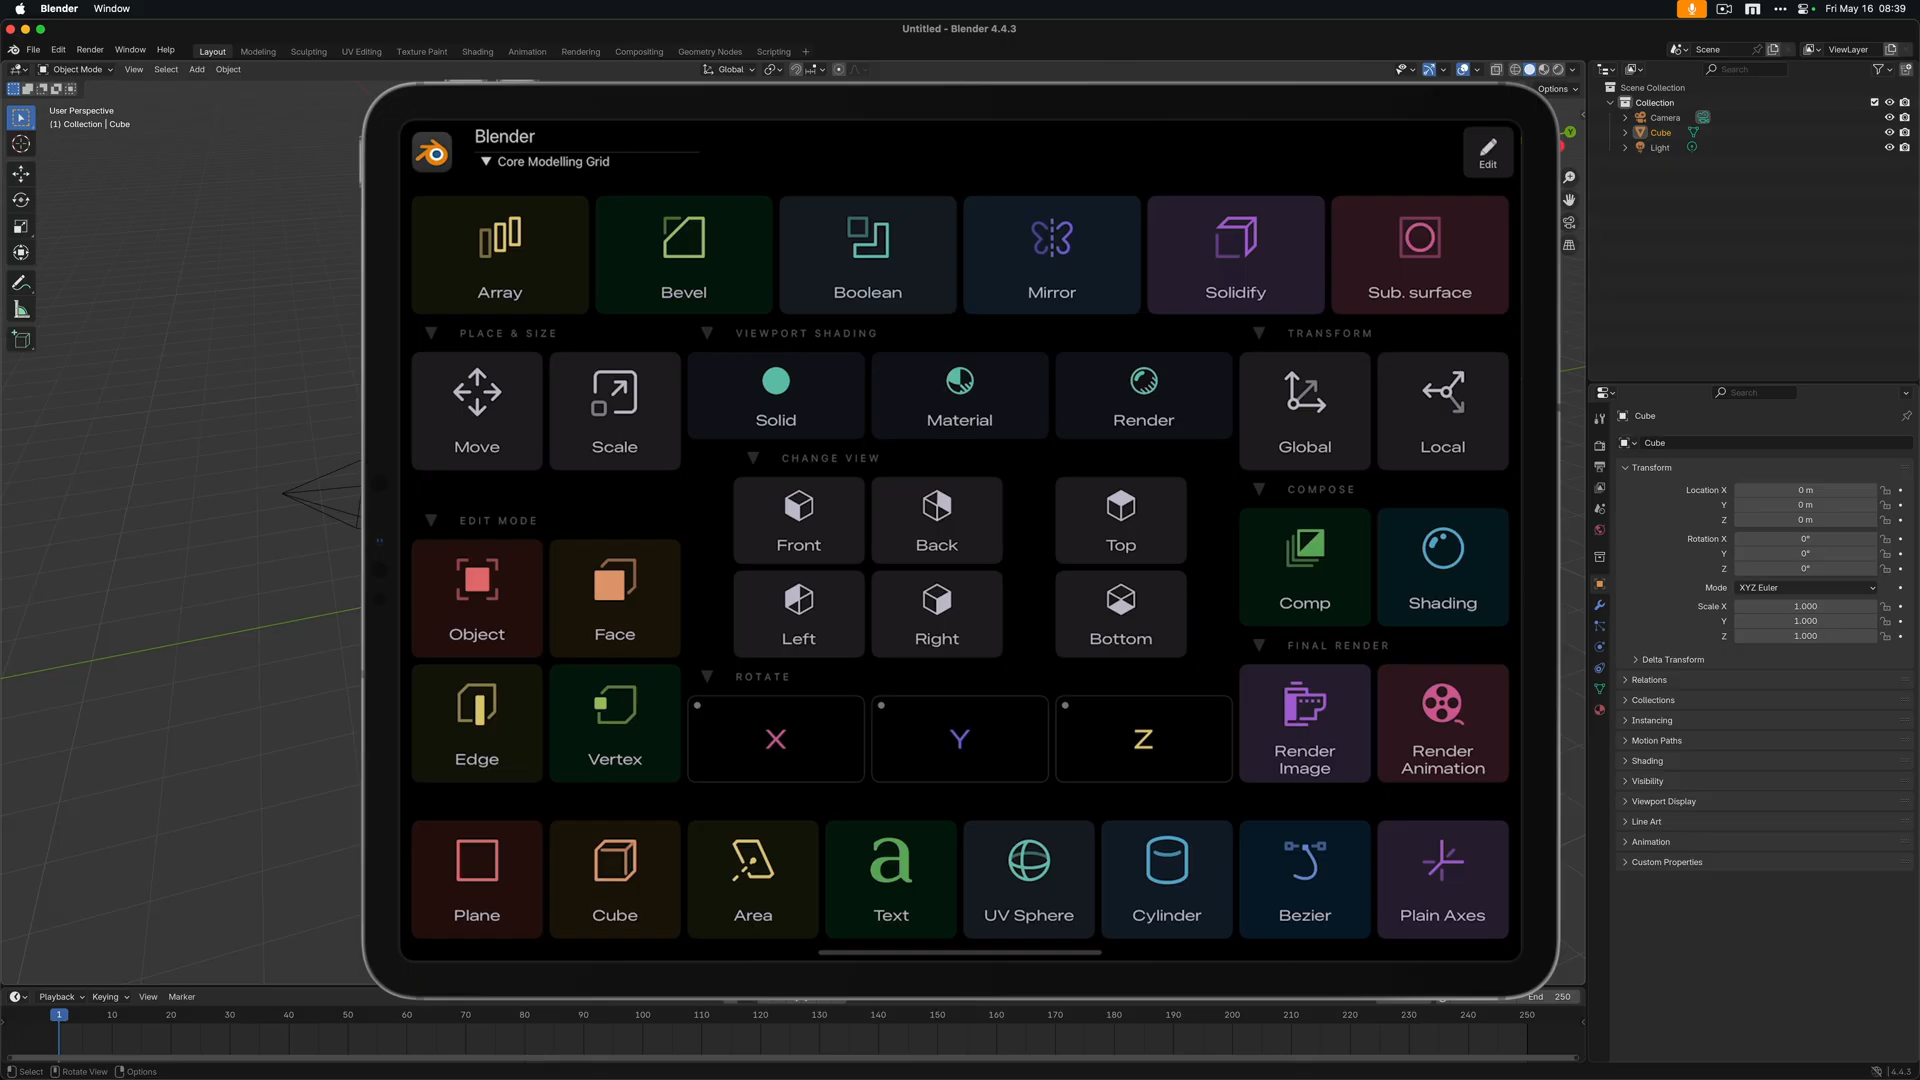 Blender Window
Fri May 16 08:39
Untitled - Blender 4.4.3
File Edit Render Window Help Layout Modeling Sculpting UV Editing Texture Paint Shading Animation Rendering Compositing Geometry Nodes Scripting +
Scene ViewLayer
Object Mode View Select Add Object Global
Search
Options
User Perspective
(1) Collection | Cube
Scene Collection
Collection
Camera
Cube
Light
Y
Blender
▼ Core Modelling Grid
Edit
Array Bevel Boolean Mirror Solidify Sub. surface
PLACE & SIZE VIEWPORT SHADING TRANSFORM
Solid Material Render
Move Scale Global Local
CHANGE VIEW
COMPOSE
EDIT MODE
Front Back Top
Comp Shading
Object Face Left Right Bottom
FINAL RENDER
ROTATE
X Y Z
Edge Vertex Render Image Render Animation
Plane Cube Area Text UV Sphere Cylinder Bezier Plain Axes
Search
Cube
Cube
Transform
Location X 0 m
Y 0 m
Z 0 m
Rotation X 0°
Y 0°
Z 0°
Mode XYZ Euler
Scale X 1.000
Y 1.000
Z 1.000
Delta Transform
Relations
Collections
Instancing
Motion Paths
Shading
Visibility
Viewport Display
Line Art
Animation
Custom Properties
Playback Keying View Marker
End 250
1 10 20 30 40 50 60 70 80 90 100 110 120 130 140 150 160 170 180 190 200 210 220 230 240 250
Select Rotate View Options
4.4.3